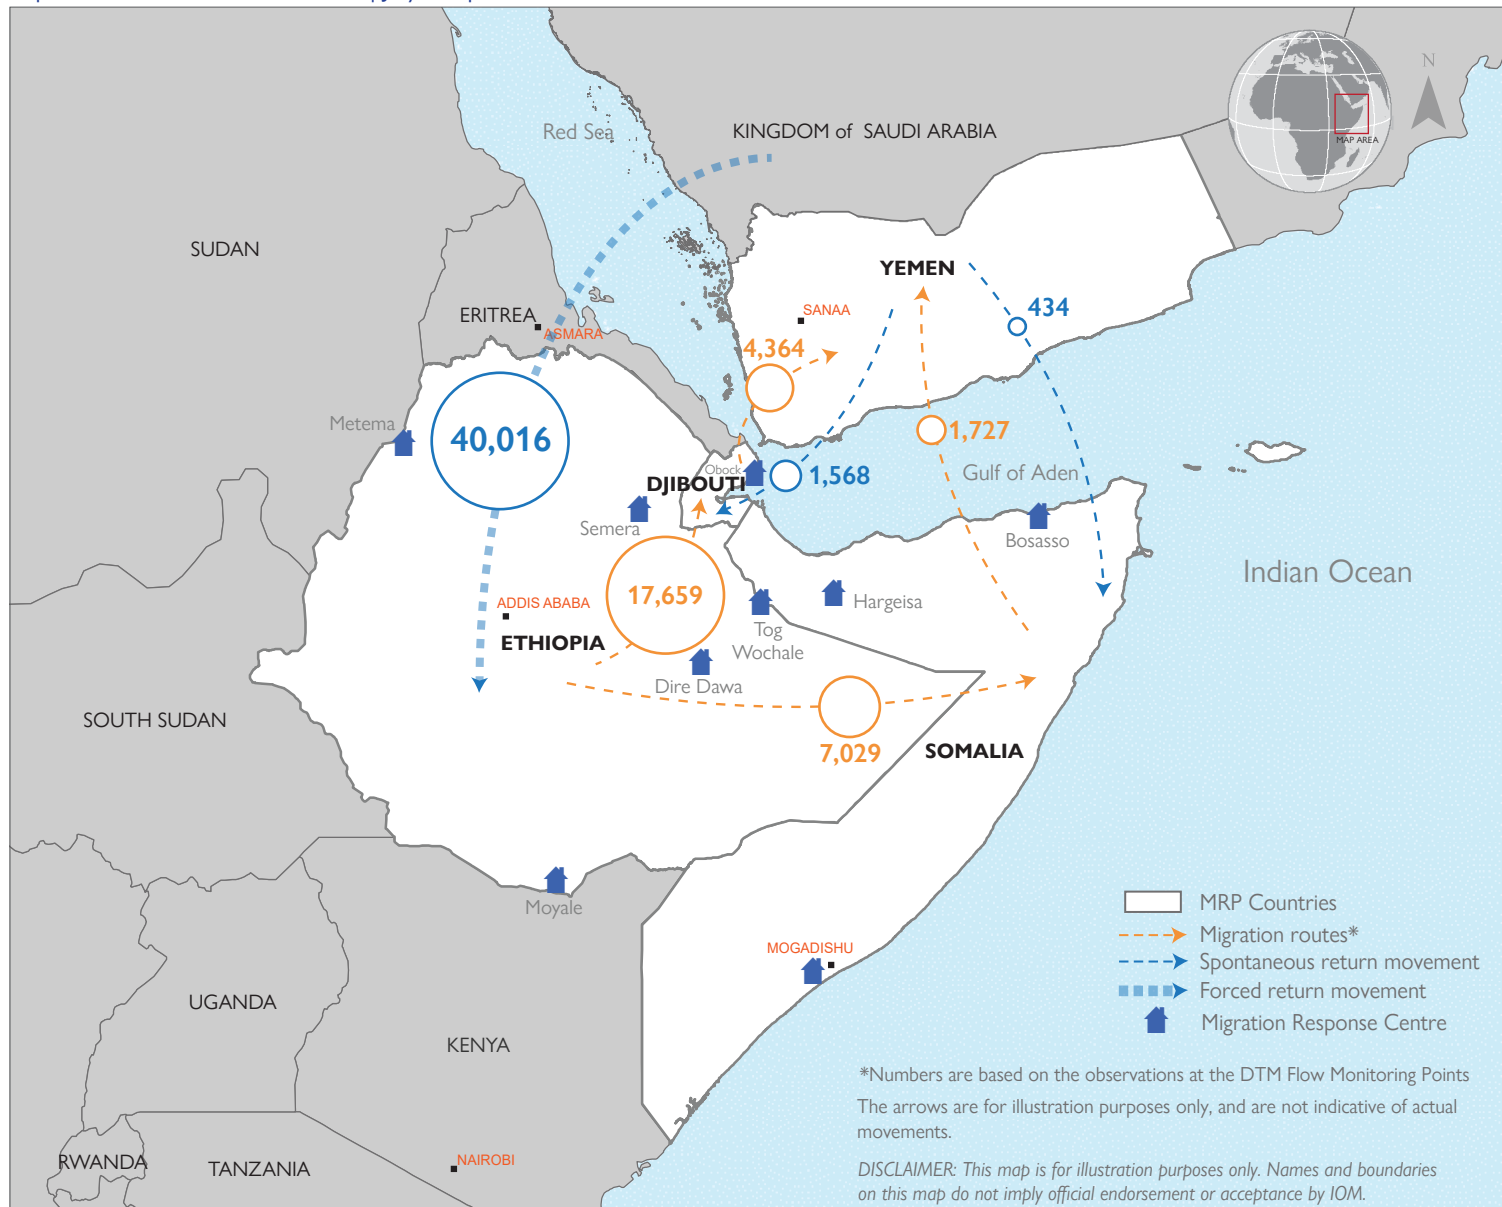 N
MAP AREA
Red Sea
KINGDOM of SAUDI ARABIA
SUDAN
YEMEN
434
ERITREA
ASMARA
SANAA
4,364
Metema
40,016
1,727
Obock
DJIBOUTI
1,568
Gulf of Aden
Semera
Bosasso
Indian Ocean
17,659
ADDIS ABABA
Hargeisa
ETHIOPIA
Tog
Wochale
Dire Dawa
SOUTH SUDAN
7,029
SOMALIA
Moyale
MOGADISHU
UGANDA
KENYA
RWANDA
TANZANIA
NAIROBI
MRP Countries
Migration routes*
Spontaneous return movement
Forced return movement
Migration Response Centre
*Numbers are based on the observations at the DTM Flow Monitoring Points
The arrows are for illustration purposes only, and are not indicative of actual
movements.
DISCLAIMER: This map is for illustration purposes only. Names and boundaries
on this map do not imply official endorsement or acceptance by IOM.